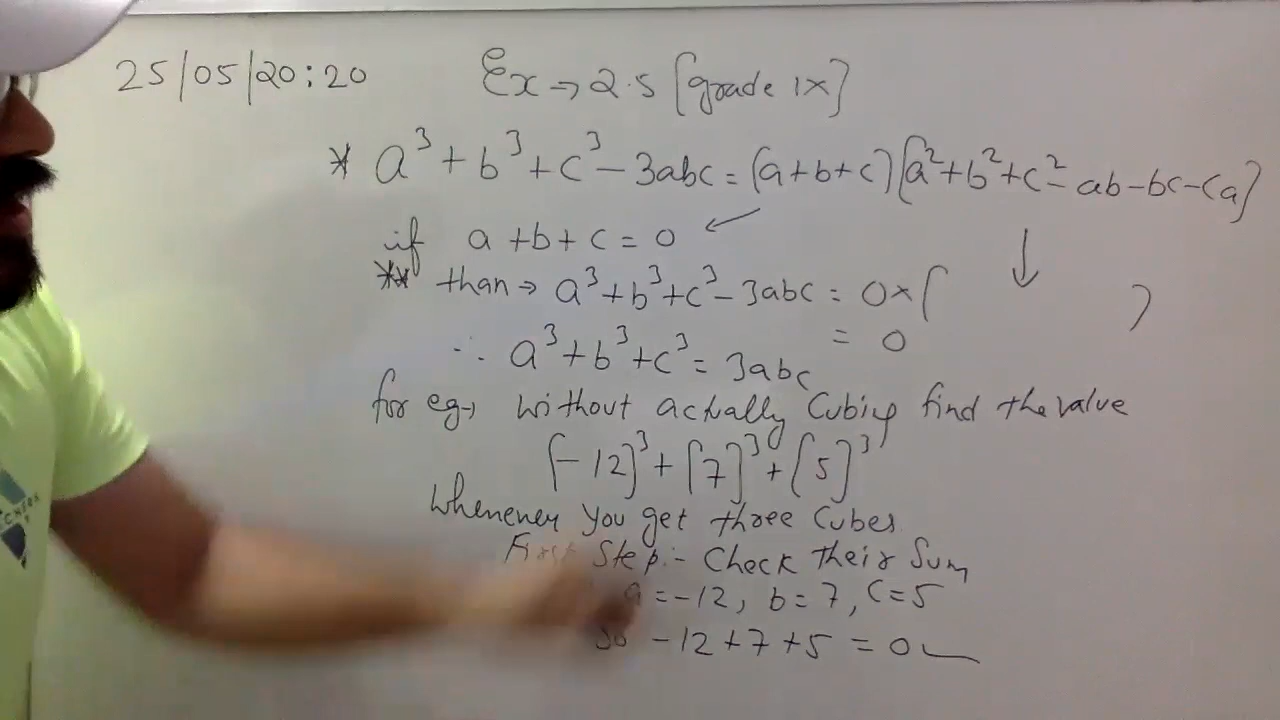 25/05/20:20 Ex → 2.5 [grade IX]
* a³ + b³ + c³ - 3abc = (a+b+c)(a²+b²+c²- ab-bc-ca)
if a + b + c = 0
** than → a³+b³+c³-3abc = 0×( )
= 0
∴ a³+b³+c³ = 3abc
for eg → without actually Cubing find the value
(-12)³ + (7)³ + (5)³
Whenever you get three Cubes
First Step:- Check their Sum
a = -12, b = 7, c = 5
So -12 + 7 + 5 = 0